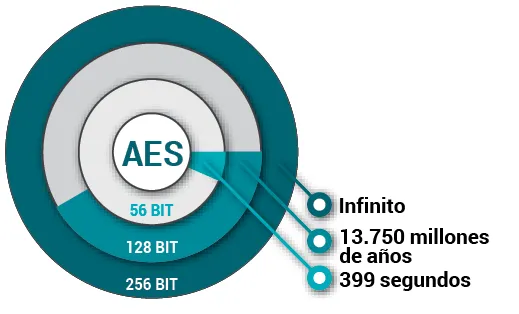 AES
56 BIT
128 BIT
256 BIT
Infinito
13.750 millones
de años
399 segundos